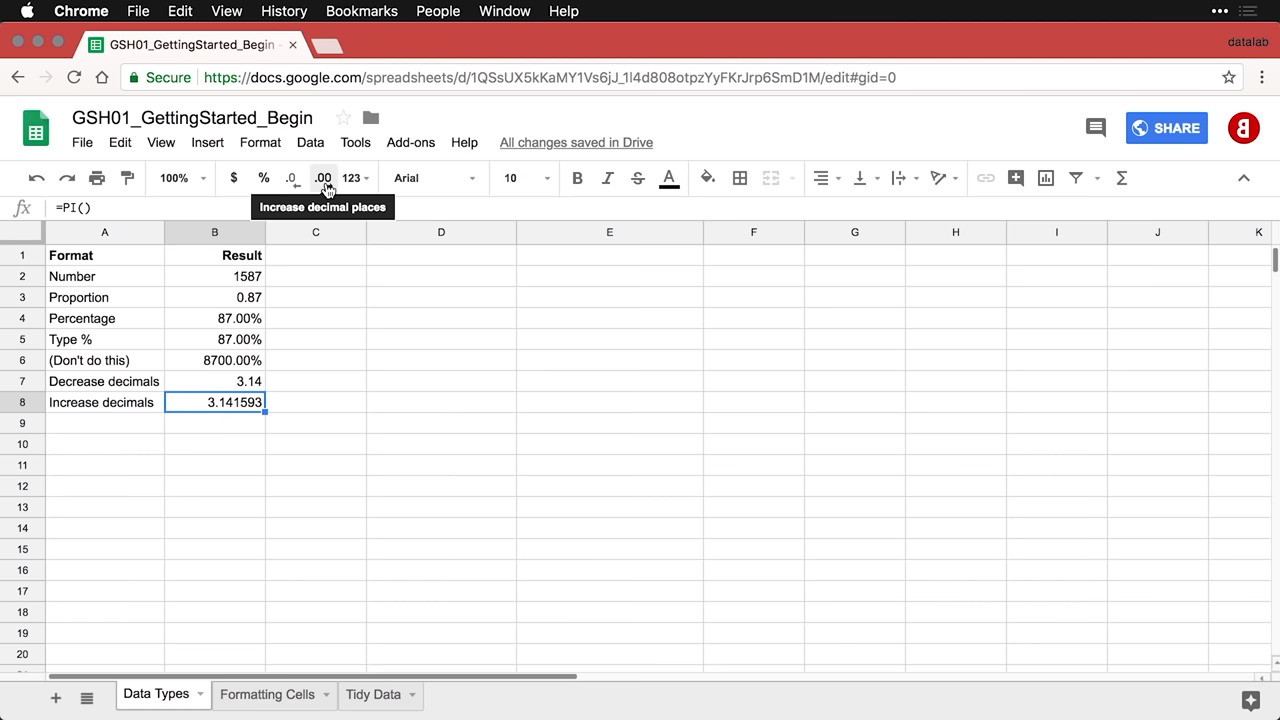 Chrome File Edit View History Bookmarks People Window Help
GSH01_GettingStarted_Begin
datalab
Secure https://docs.google.com/spreadsheets/d/1QSsUX5kKaMY1Vs6jJ_1l4d808otpzYyFKrJrp6SmD1M/edit#gid=0
GSH01_GettingStarted_Begin
File Edit View Insert Format Data Tools Add-ons Help All changes saved in Drive
SHARE
100% $ % .0 .00 123 Arial 10 B I S A Σ
fx =PI()
Increase decimal places
A B C D E F G H I J K
1 Format Result
2 Number 1587
3 Proportion 0.87
4 Percentage 87.00%
5 Type % 87.00%
6 (Don't do this) 8700.00%
7 Decrease decimals 3.14
8 Increase decimals 3.141593
9
10
11
12
13
14
15
16
17
18
19
20
Data Types Formatting Cells Tidy Data